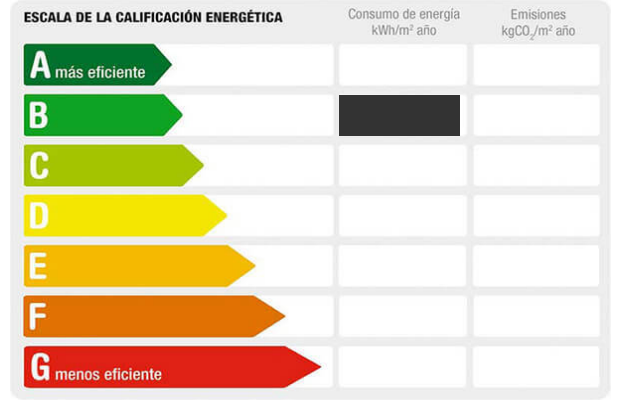 ESCALA DE LA CALIFICACIÓN ENERGÉTICA
Consumo de energía
kWh/m² año
Emisiones
kgCO₂/m² año
A más eficiente
B
C
D
E
F
G menos eficiente